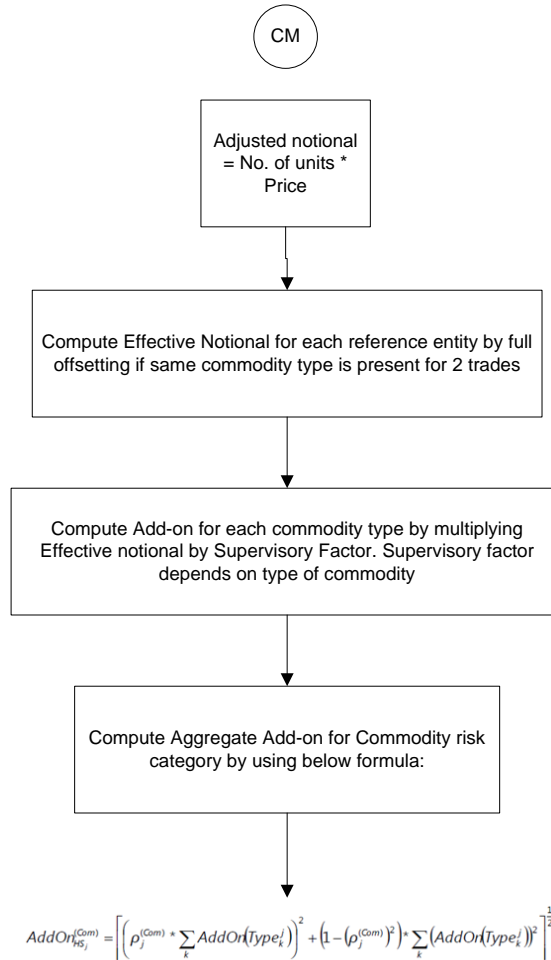 CM
Adjusted notional
= No. of units *
Price
Compute Effective Notional for each reference entity by full
offsetting if same commodity type is present for 2 trades
Compute Add-on for each commodity type by multiplying
Effective notional by Supervisory Factor. Supervisory factor
depends on type of commodity
Compute Aggregate Add-on for Commodity risk
category by using below formula:
AddOn_{HS_j}^{(Com)} = [(ρ_j^{(Com)} * ∑_k AddOn(Type_k^j))^2 + (1-(ρ_j^{(Com)})^2) * ∑_k (AddOn(Type_k^j))^2]^{1/2}